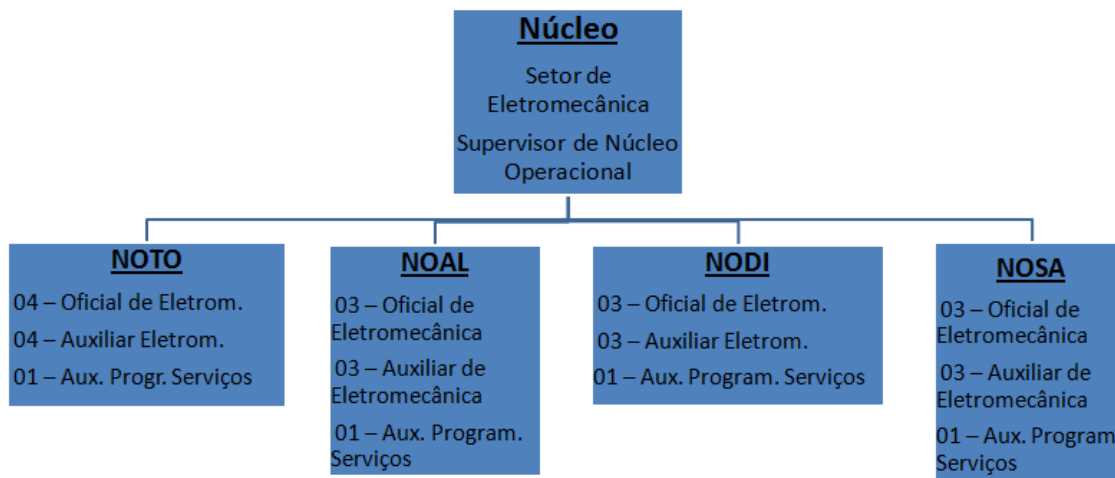 Núcleo
Setor de
Eletromecânica
Supervisor de Núcleo
Operacional
NOTO
04 – Oficial de Eletrom.
04 – Auxiliar Eletrom.
01 – Aux. Progr. Serviços
NOAL
03 – Oficial de
Eletromecânica
03 – Auxiliar de
Eletromecânica
01 – Aux. Program.
Serviços
NODI
03 – Oficial de Eletrom.
03 – Auxiliar Eletrom.
01 – Aux. Program. Serviços
NOSA
03 – Oficial de
Eletromecânica
03 – Auxiliar de
Eletromecânica
01 – Aux. Program
Serviços